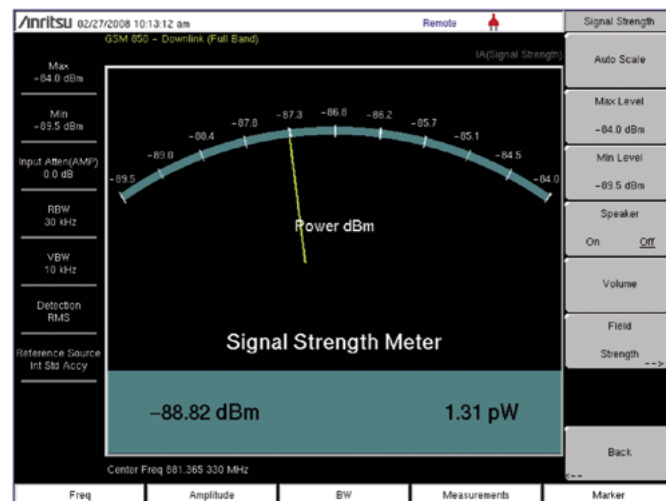 Anritsu 02/27/2008 10:13:12 am
Remote
Signal Strength
GSM 850 - Downlink (Full Band)
IA(Signal Strength)
Max
-84.0 dBm
Min
-89.5 dBm
Input Atten(AMP)
0.0 dB
RBW
30 kHz
VBW
10 kHz
Detection
RMS
Reference Source
Int Std Accy
-89.5
-89.0
-88.4
-87.8
-87.3
-86.8
-86.2
-85.7
-85.1
-84.5
-84.0
Power dBm
Signal Strength Meter
-88.82 dBm
1.31 pW
Center Freq 881.365 330 MHz
Auto Scale
Max Level
-84.0 dBm
Min Level
-89.5 dBm
Speaker
On Off
Volume
Field
Strength
-->
Back
<--
Freq
Amplitude
BW
Measurements
Marker